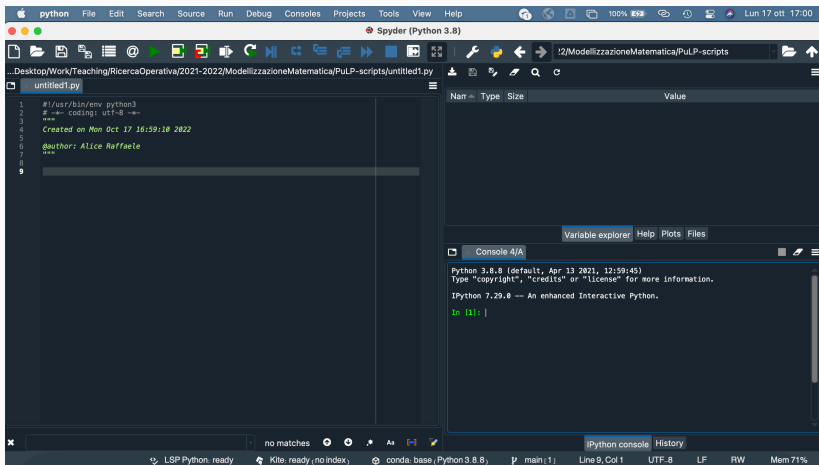 python File Edit Search Source Run Debug Consoles Projects Tools View Help 100% Lun 17 ott 17:00
Spyder (Python 3.8)
!2/ModellizzazioneMatematica/PuLP-scripts
...Desktop/Work/Teaching/RicercaOperativa/2021-2022/ModellizzazioneMatematica/PuLP-scripts/untitled1.py
untitled1.py
1 #!/usr/bin/env python3
2 # -*- coding: utf-8 -*-
3 """
4 Created on Mon Oct 17 16:59:10 2022
5
6 @author: Alice Raffaele
7 """
8
9
Type Size Value
Variable explorer Help Plots Files
Console 4/A
Python 3.8.8 (default, Apr 13 2021, 12:59:45)
Type "copyright", "credits" or "license" for more information.
IPython 7.29.0 -- An enhanced Interactive Python.
In [1]:
IPython console History
no matches Aa
LSP Python: ready Kite: ready (no index) conda: base (Python 3.8.8) main (1) Line 9, Col 1 UTF-8 LF RW Mem 71%